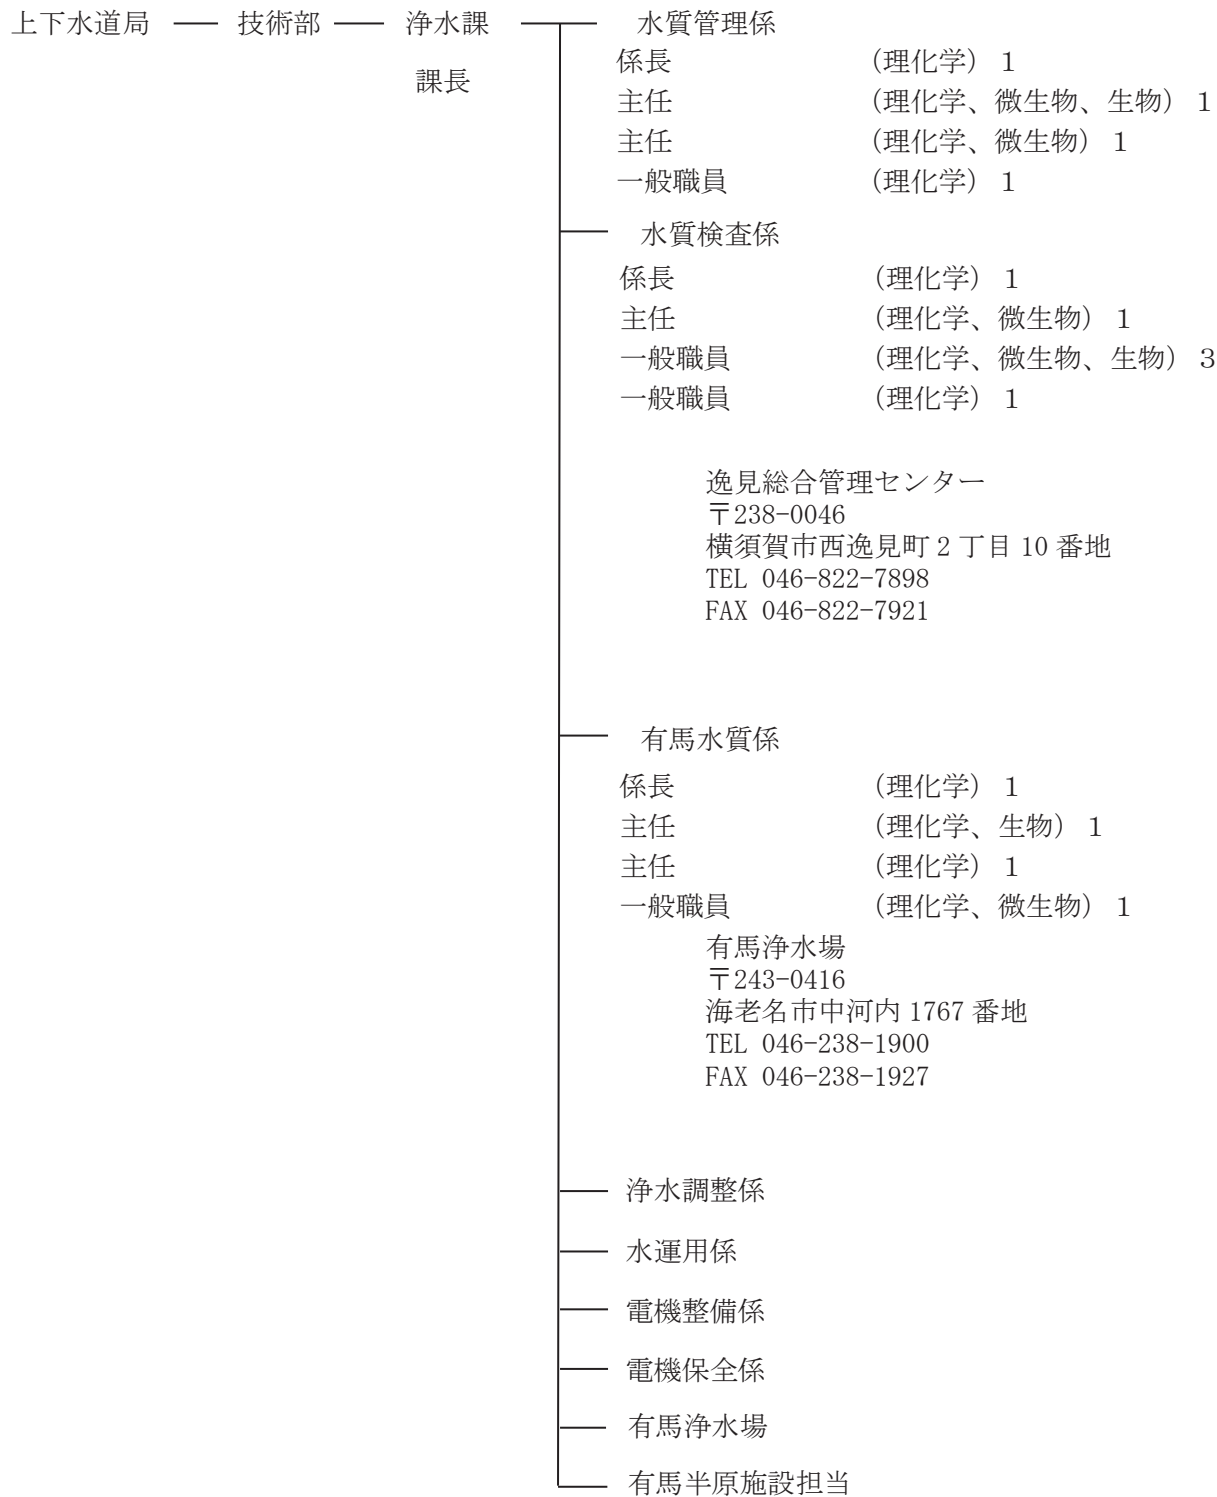 上下水道局 技術部 浄水課 水質管理係
課長
係長 （理化学）１
主任 （理化学、微生物、生物）１
主任 （理化学、微生物）１
一般職員 （理化学）１
水質検査係
係長 （理化学）１
主任 （理化学、微生物）１
一般職員 （理化学、微生物、生物）３
一般職員 （理化学）１
逸見総合管理センター
〒238-0046
横須賀市西逸見町 2 丁目 10 番地
TEL 046-822-7898
FAX 046-822-7921
有馬水質係
係長 （理化学）１
主任 （理化学、生物）１
主任 （理化学）１
一般職員 （理化学、微生物）１
有馬浄水場
〒243-0416
海老名市中河内 1767 番地
TEL 046-238-1900
FAX 046-238-1927
浄水調整係
水運用係
電機整備係
電機保全係
有馬浄水場
有馬半原施設担当